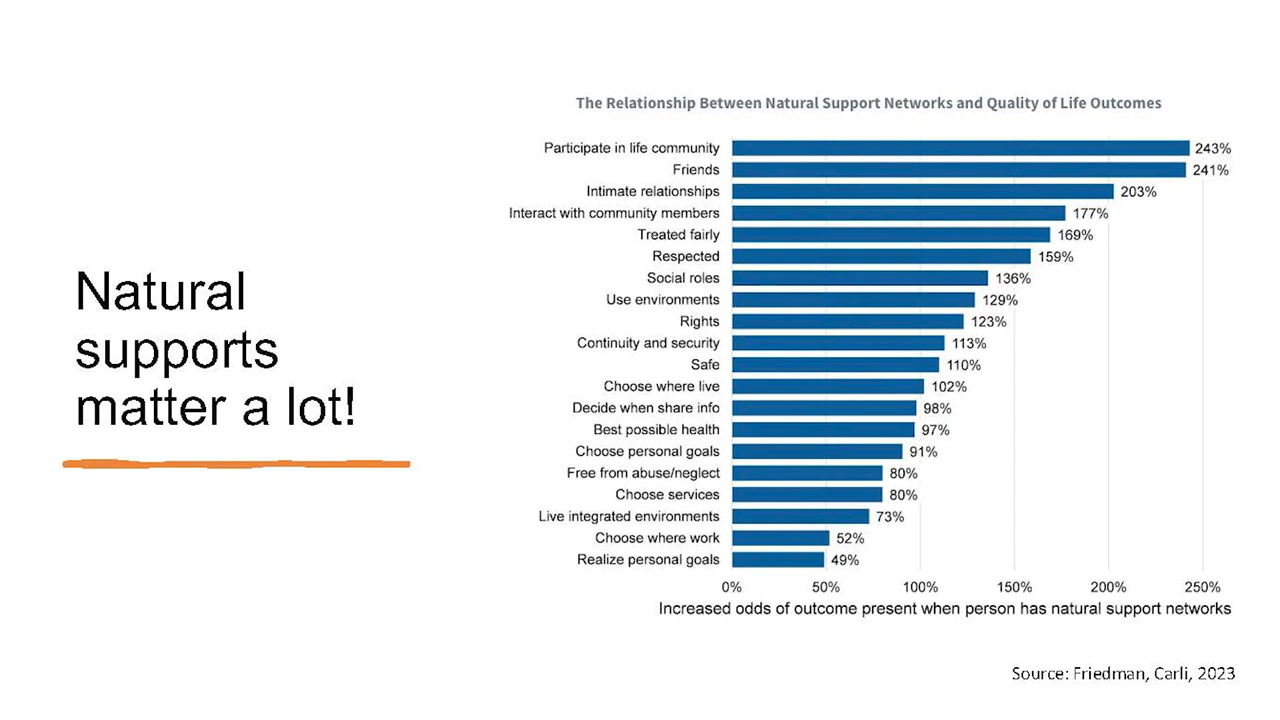 Natural
supports
matter a lot!
The Relationship Between Natural Support Networks and Quality of Life Outcomes
Participate in life community 243%
Friends 241%
Intimate relationships 203%
Interact with community members 177%
Treated fairly 169%
Respected 159%
Social roles 136%
Use environments 129%
Rights 123%
Continuity and security 113%
Safe 110%
Choose where live 102%
Decide when share info 98%
Best possible health 97%
Choose personal goals 91%
Free from abuse/neglect 80%
Choose services 80%
Live integrated environments 73%
Choose where work 52%
Realize personal goals 49%
0% 50% 100% 150% 200% 250%
Increased odds of outcome present when person has natural support networks
Source: Friedman, Carli, 2023